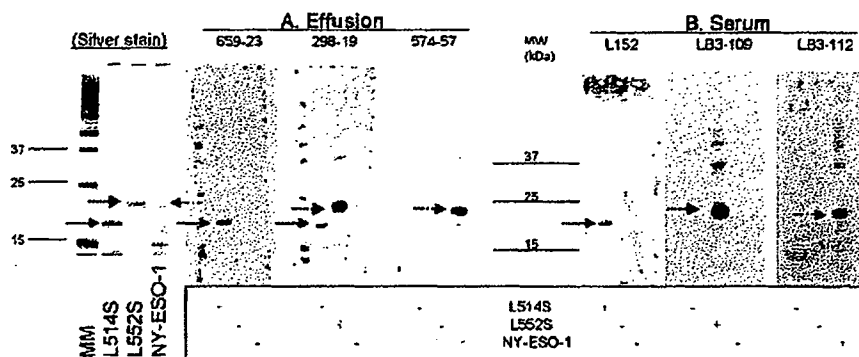 A. Effusion
B. Serum
(Silver stain)
659-23
298-19
574-57
MW
(kDa)
L152
LB3-109
LB3-112
37
25
15
37
25
15
MM
L514S
L552S
NY-ESO-1
L514S
L552S
NY-ESO-1